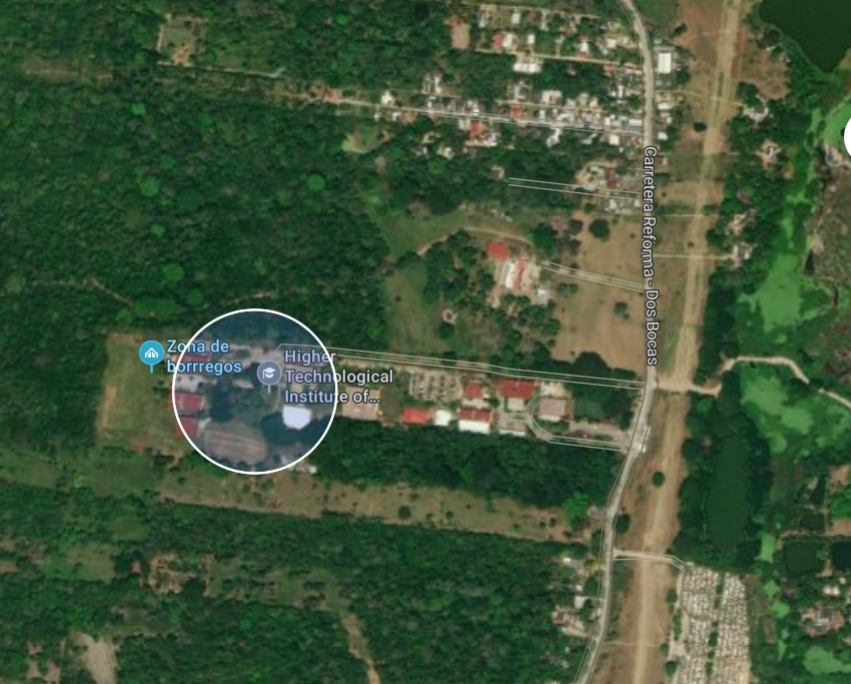 Carretera Reforma - Dos Bocas
Zona de
borrregos
Higher
Technological
Institute of...